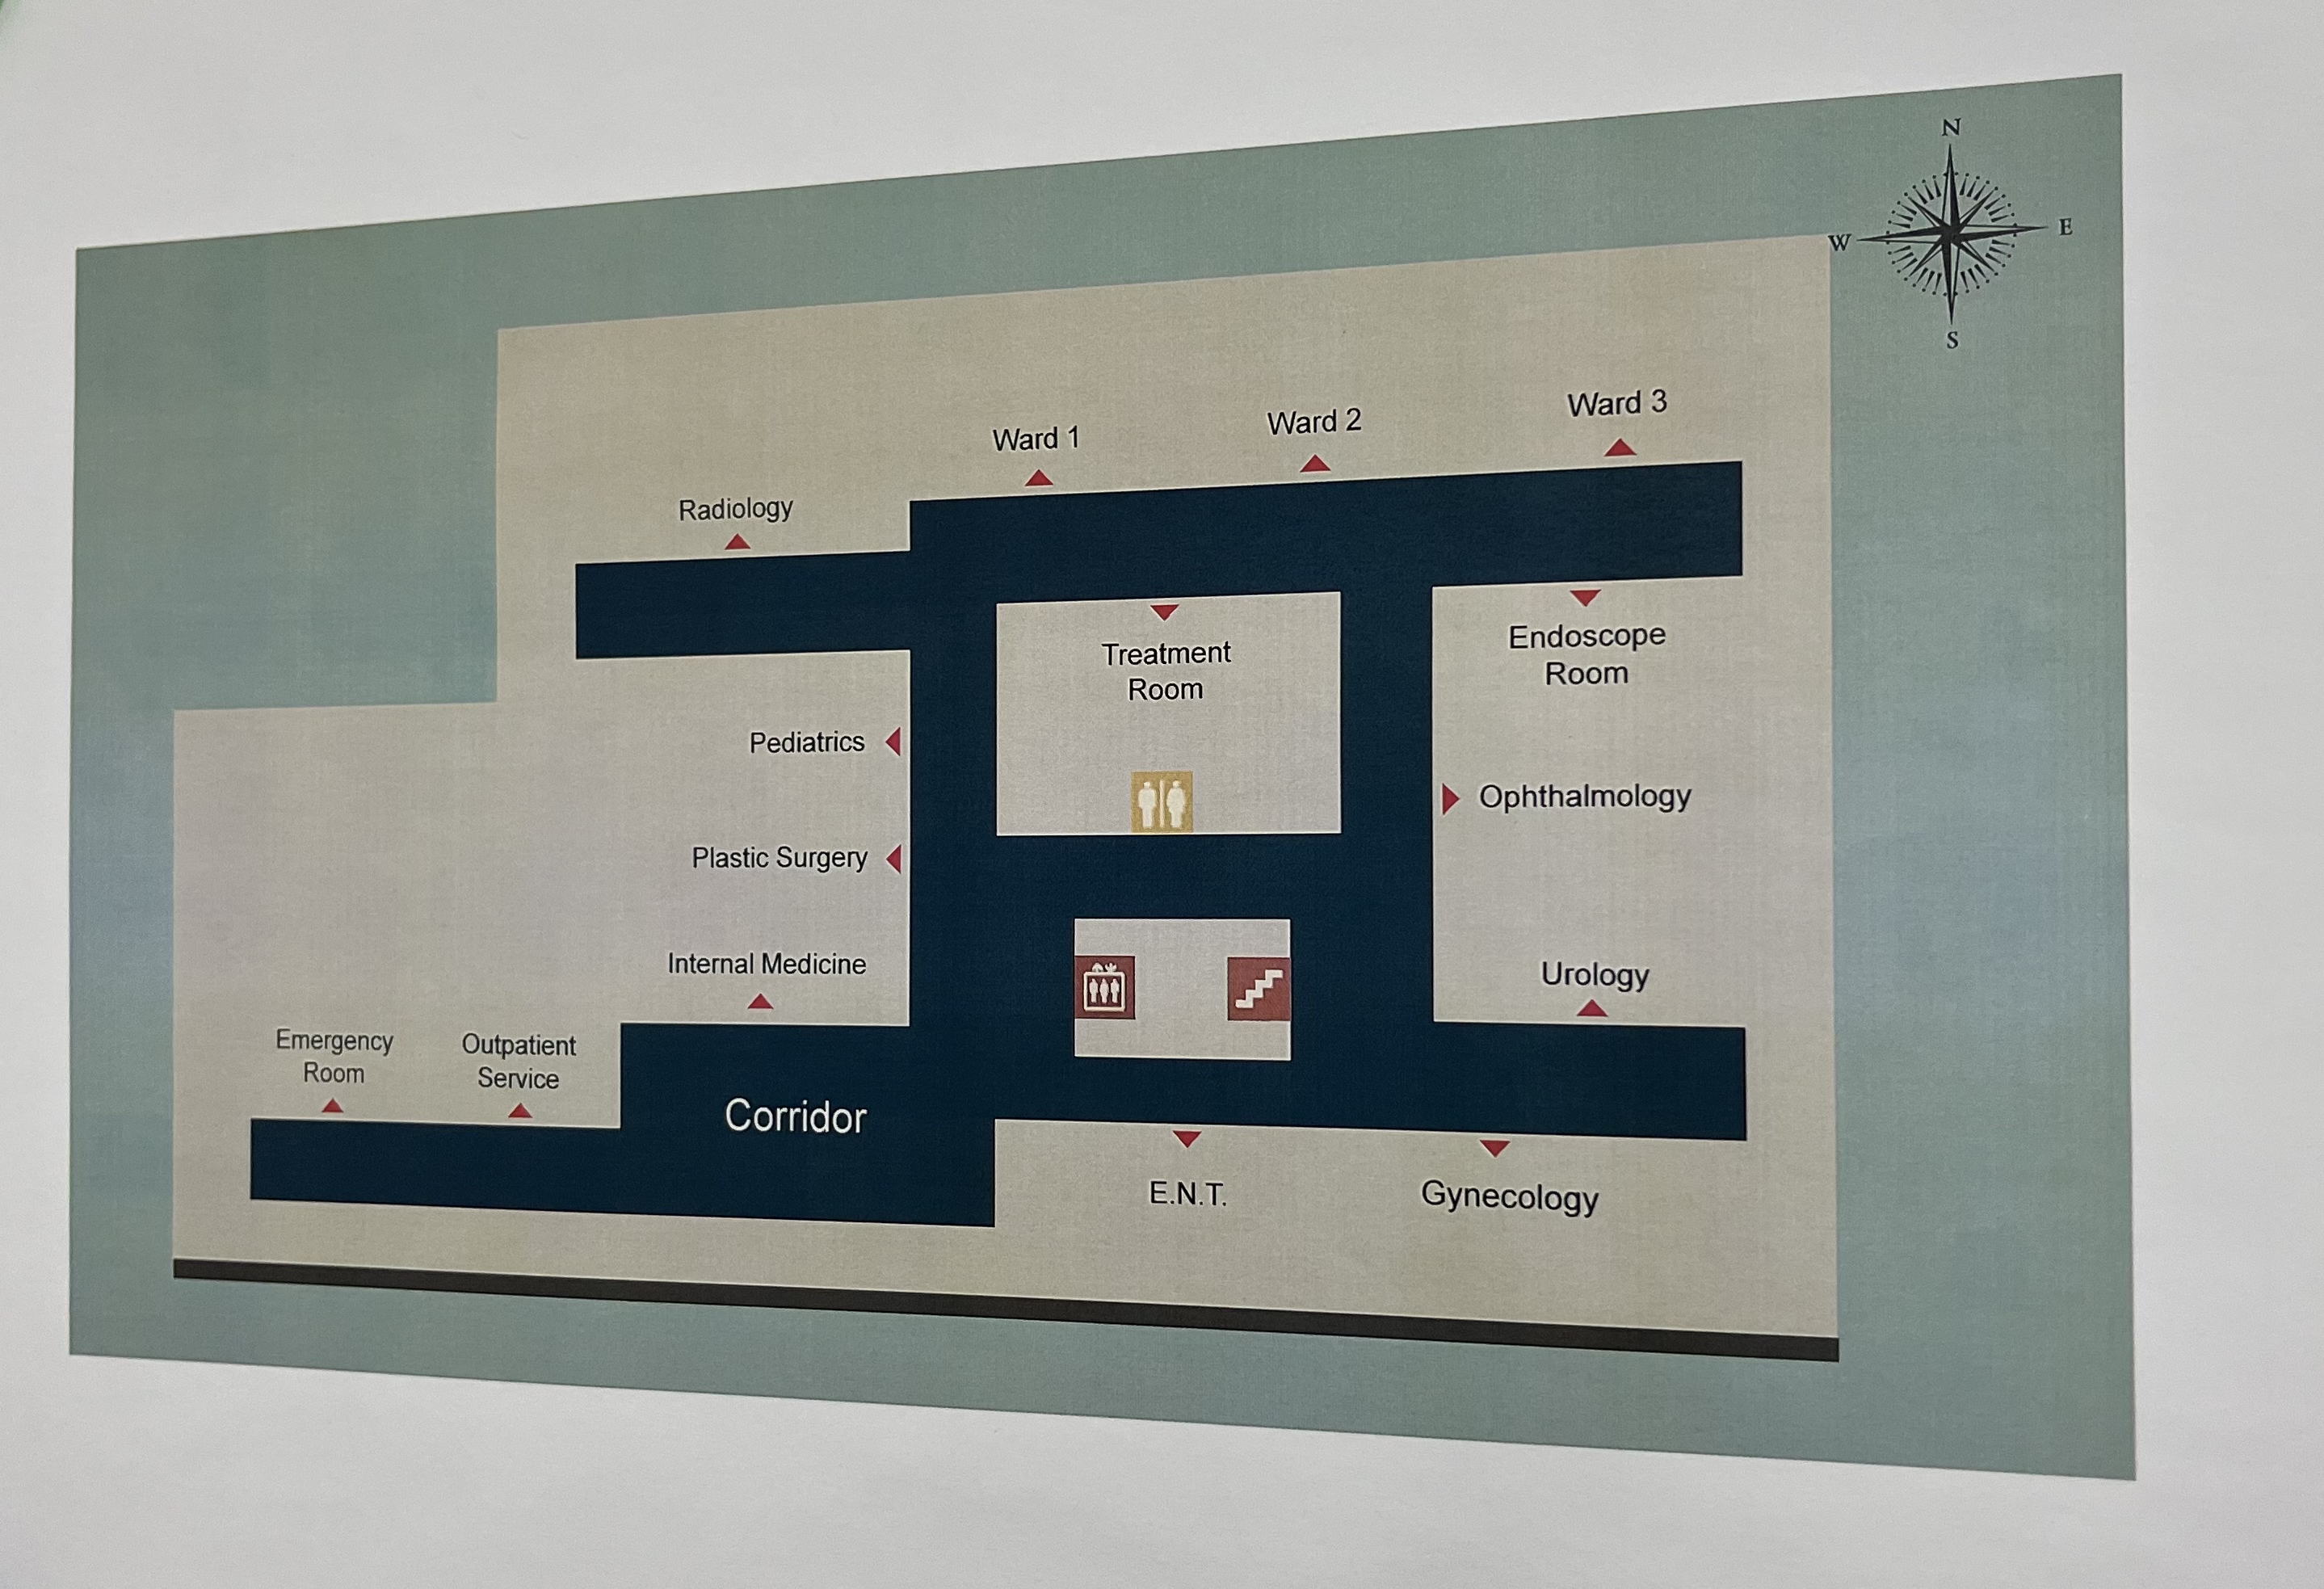 N
W
E
S
Ward 1
Ward 2
Ward 3
Radiology
Treatment
Room
Endoscope
Room
Pediatrics
Ophthalmology
Plastic Surgery
Internal Medicine
Urology
Emergency
Room
Outpatient
Service
Corridor
E.N.T.
Gynecology